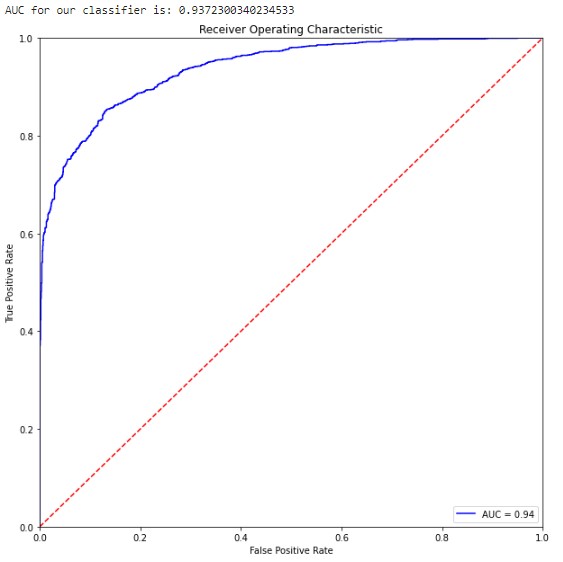 AUC for our classifier is: 0.9372300340234533
Receiver Operating Characteristic
1.0
0.8
0.6
0.4
0.2
0.0
True Positive Rate
AUC = 0.94
0.0 0.2 0.4 0.6 0.8 1.0
False Positive Rate